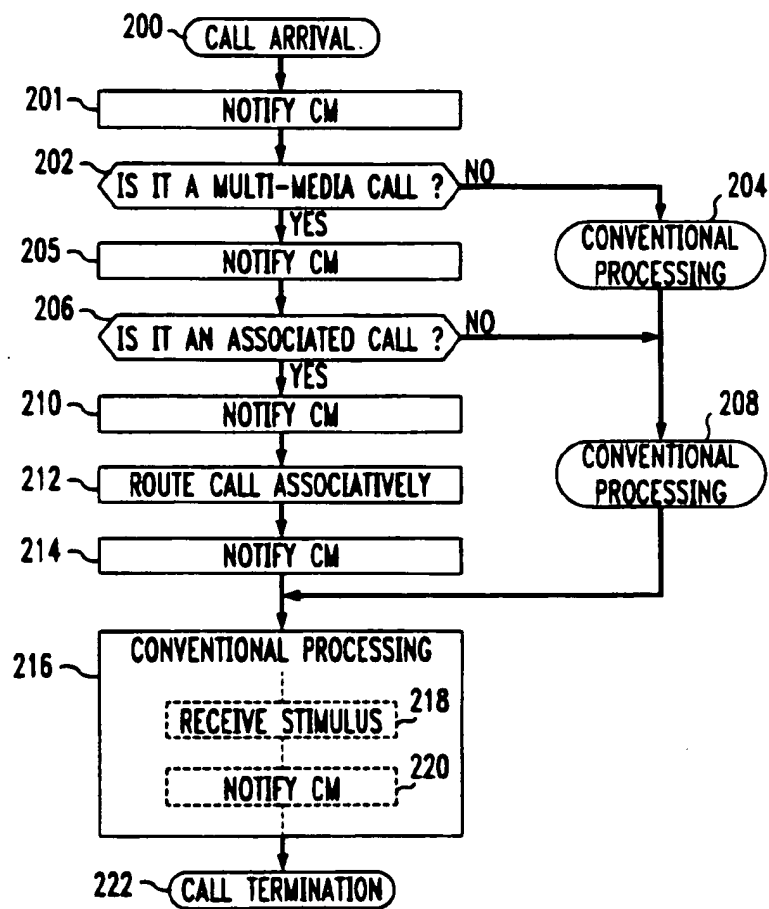 200 CALL ARRIVAL
201 NOTIFY CM
202 IS IT A MULTI-MEDIA CALL ? NO
YES
204
CONVENTIONAL
PROCESSING
205 NOTIFY CM
206 IS IT AN ASSOCIATED CALL ? NO
YES
208
CONVENTIONAL
PROCESSING
210 NOTIFY CM
212 ROUTE CALL ASSOCIATIVELY
214 NOTIFY CM
216 CONVENTIONAL PROCESSING
RECEIVE STIMULUS 218
NOTIFY CM 220
222 CALL TERMINATION